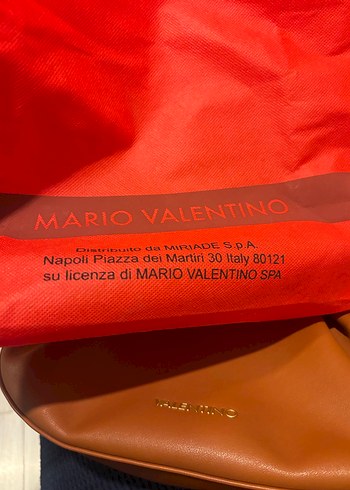 MARIO VALENTINO
Distribuito da MIRIADE S.p.A.
Napoli Piazza dei Martiri 30 Italy 80121
su licenza di MARIO VALENTINO SPA
VALENTINO